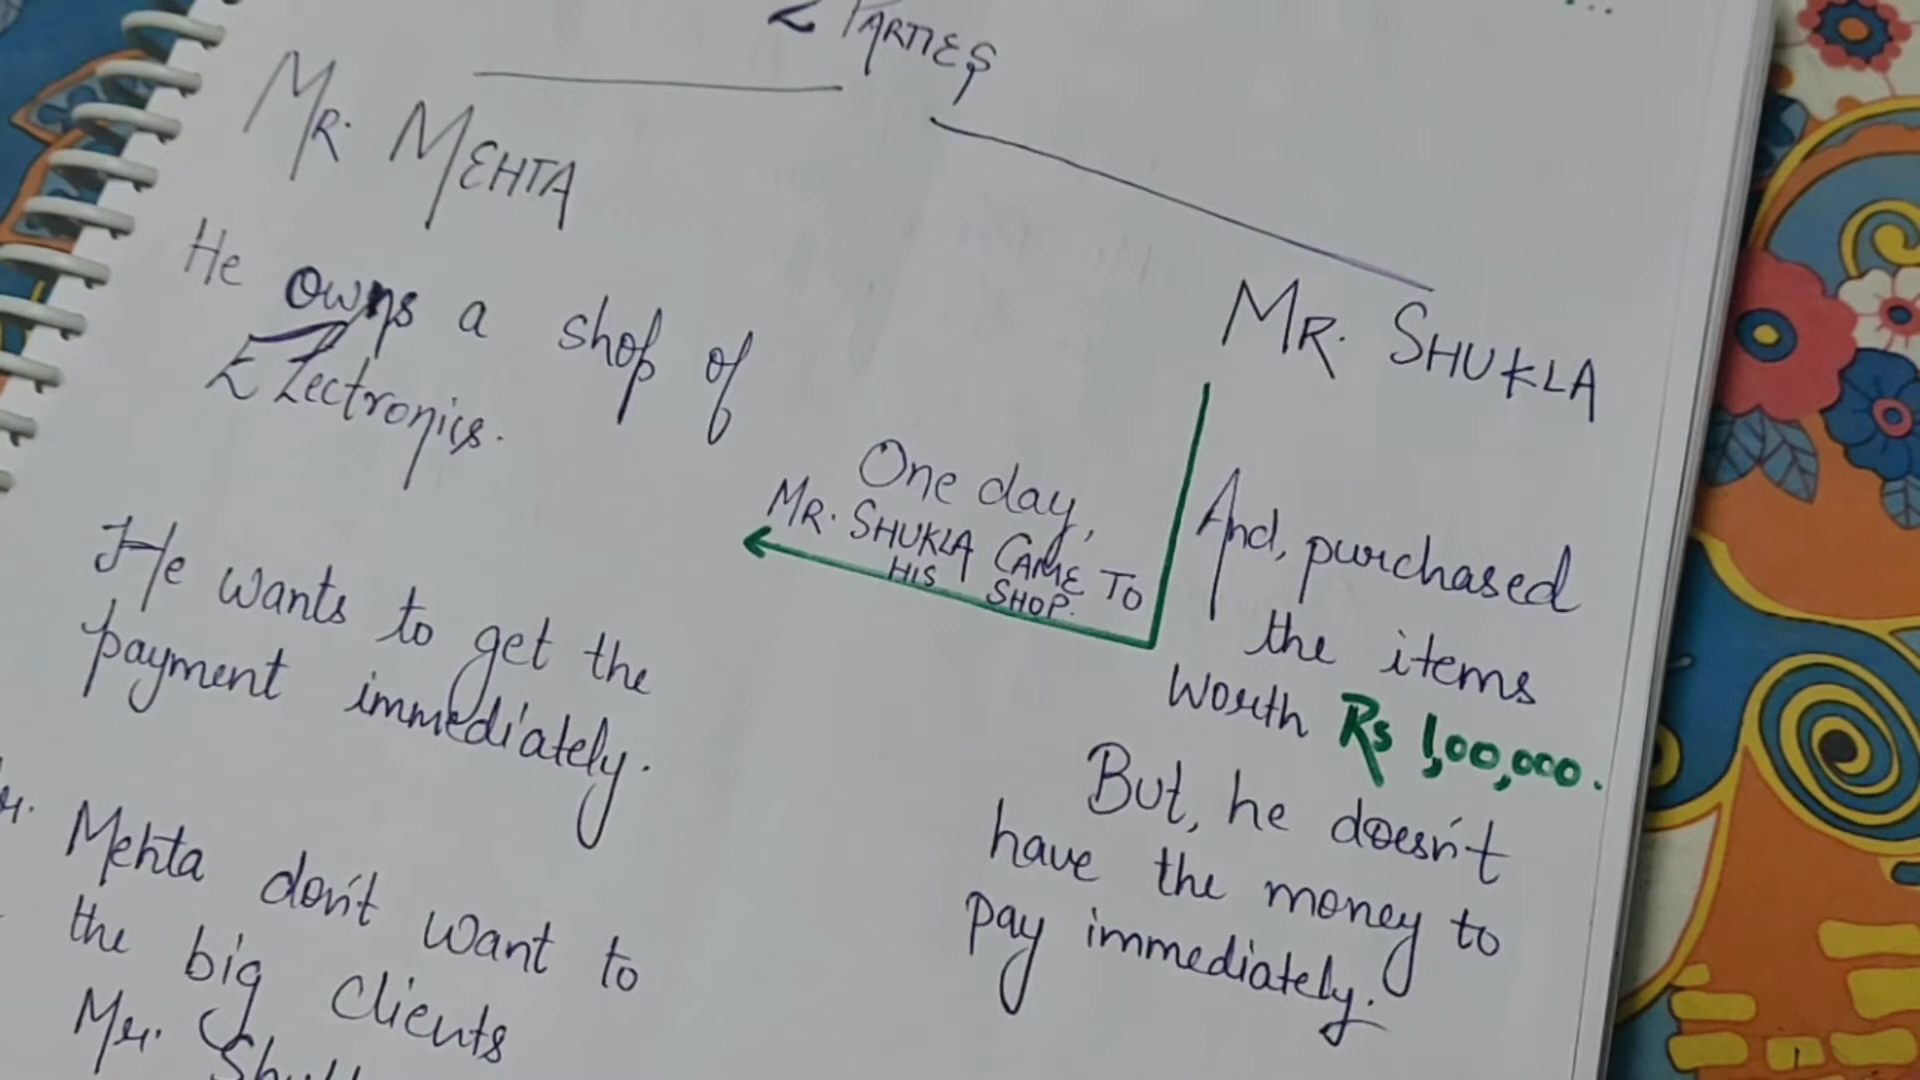 2 PARTIES
MR. MEHTA
He owns a shop of
Electronics.
He wants to get the
payment immediately.
Mehta don't want to
the big clients
Mr.
One day,
MR. SHUKLA CAME TO
HIS SHOP.
MR. SHUKLA
And, purchased
the items
worth Rs 1,00,000.
But, he doesn't
have the money to
pay immediately.